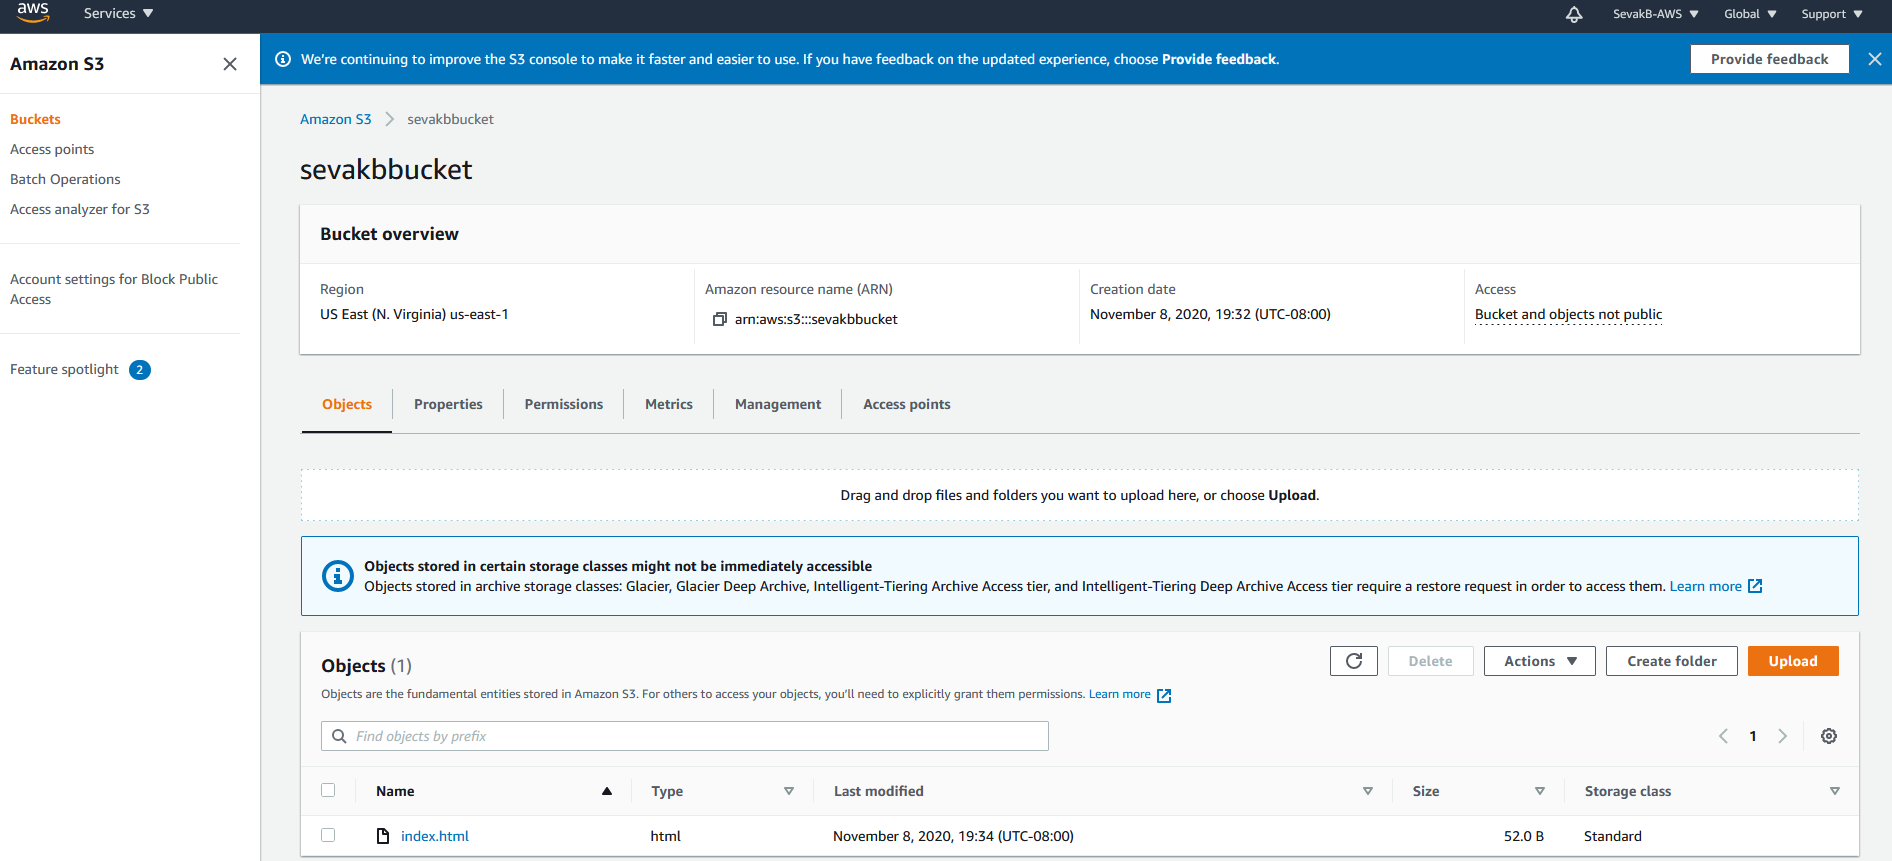 aws Services SevakB-AWS Global Support
Amazon S3
We're continuing to improve the S3 console to make it faster and easier to use. If you have feedback on the updated experience, choose Provide feedback.
Provide feedback
Buckets
Access points
Batch Operations
Access analyzer for S3
Account settings for Block Public
Access
Feature spotlight 2
Amazon S3 sevakbbucket
sevakbbucket
Bucket overview
Region
US East (N. Virginia) us-east-1
Amazon resource name (ARN)
arn:aws:s3:::sevakbbucket
Creation date
November 8, 2020, 19:32 (UTC-08:00)
Access
Bucket and objects not public
Objects Properties Permissions Metrics Management Access points
Drag and drop files and folders you want to upload here, or choose Upload.
Objects stored in certain storage classes might not be immediately accessible
Objects stored in archive storage classes: Glacier, Glacier Deep Archive, Intelligent-Tiering Archive Access tier, and Intelligent-Tiering Deep Archive Access tier require a restore request in order to access them. Learn more
Objects (1)
Delete Actions Create folder Upload
Objects are the fundamental entities stored in Amazon S3. For others to access your objects, you'll need to explicitly grant them permissions. Learn more
Find objects by prefix
1
Name Type Last modified Size Storage class
index.html html November 8, 2020, 19:34 (UTC-08:00) 52.0 B Standard